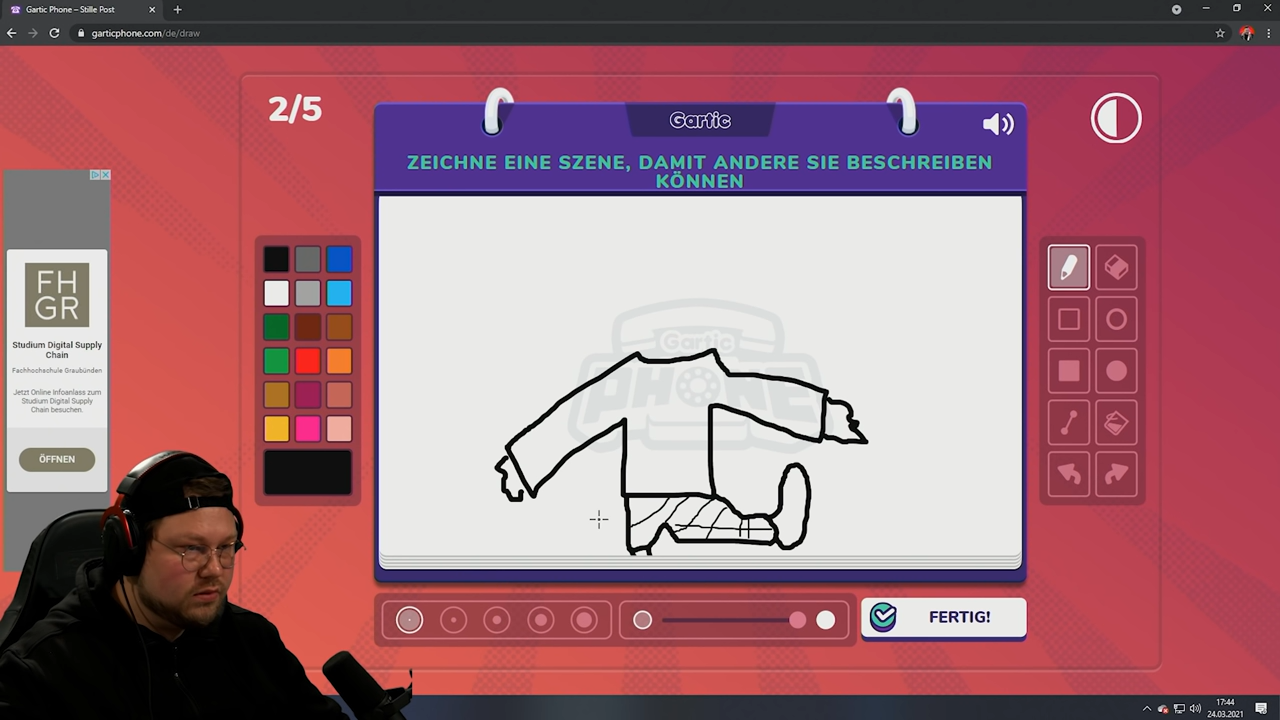 Gartic Phone – Stille Post
garticphone.com/de/draw
2/5
Gartic
ZEICHNE EINE SZENE, DAMIT ANDERE SIE BESCHREIBEN
KÖNNEN
FH
GR
Studium Digital Supply
Chain
Fachhochschule Graubünden
Jetzt Online Infoanlass zum
Studium Digital Supply
Chain besuchen.
ÖFFNEN
Gartic
PHONE
FERTIG!
17:44
24.03.2021